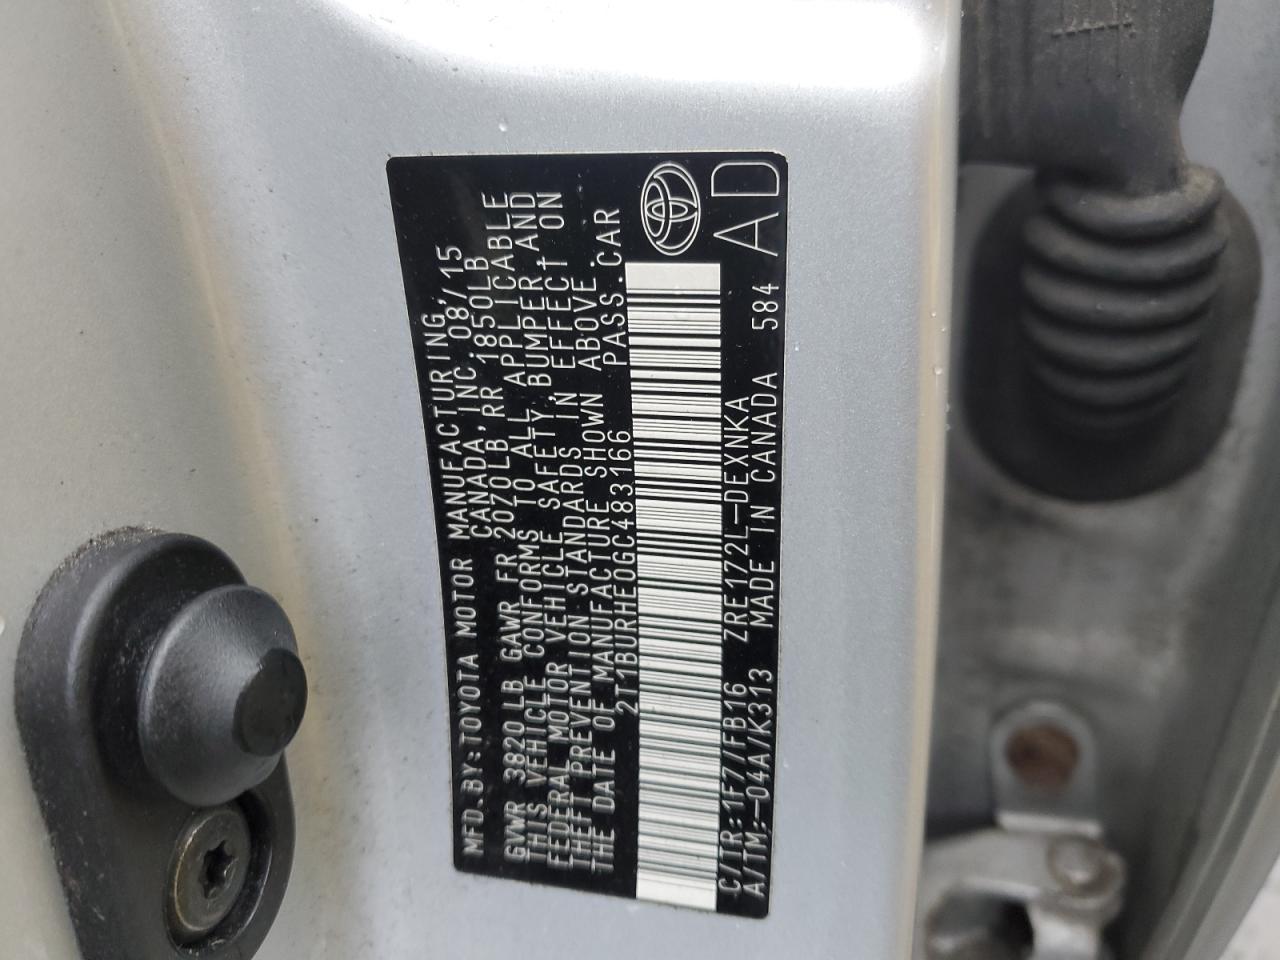 MFD.BY:TOYOTA MOTOR MANUFACTURING,
CANADA,INC.08/15
GVWR 3820LB GAWR FR 2070LB,RR 1850LB
THIS VEHICLE CONFORMS TO ALL APPLICABLE
FEDERAL MOTOR VEHICLE SAFETY,BUMPER,AND
THEFT PREVENTION STANDARDS IN EFFECT ON
THE DATE OF MANUFACTURE SHOWN ABOVE.
2T1BURHE0GC483166 PASS.CAR
C/TR:1F7/FB16 ZRE172L-DEXNKA
A/TM:-04A/K313 MADE IN CANADA 584
AD